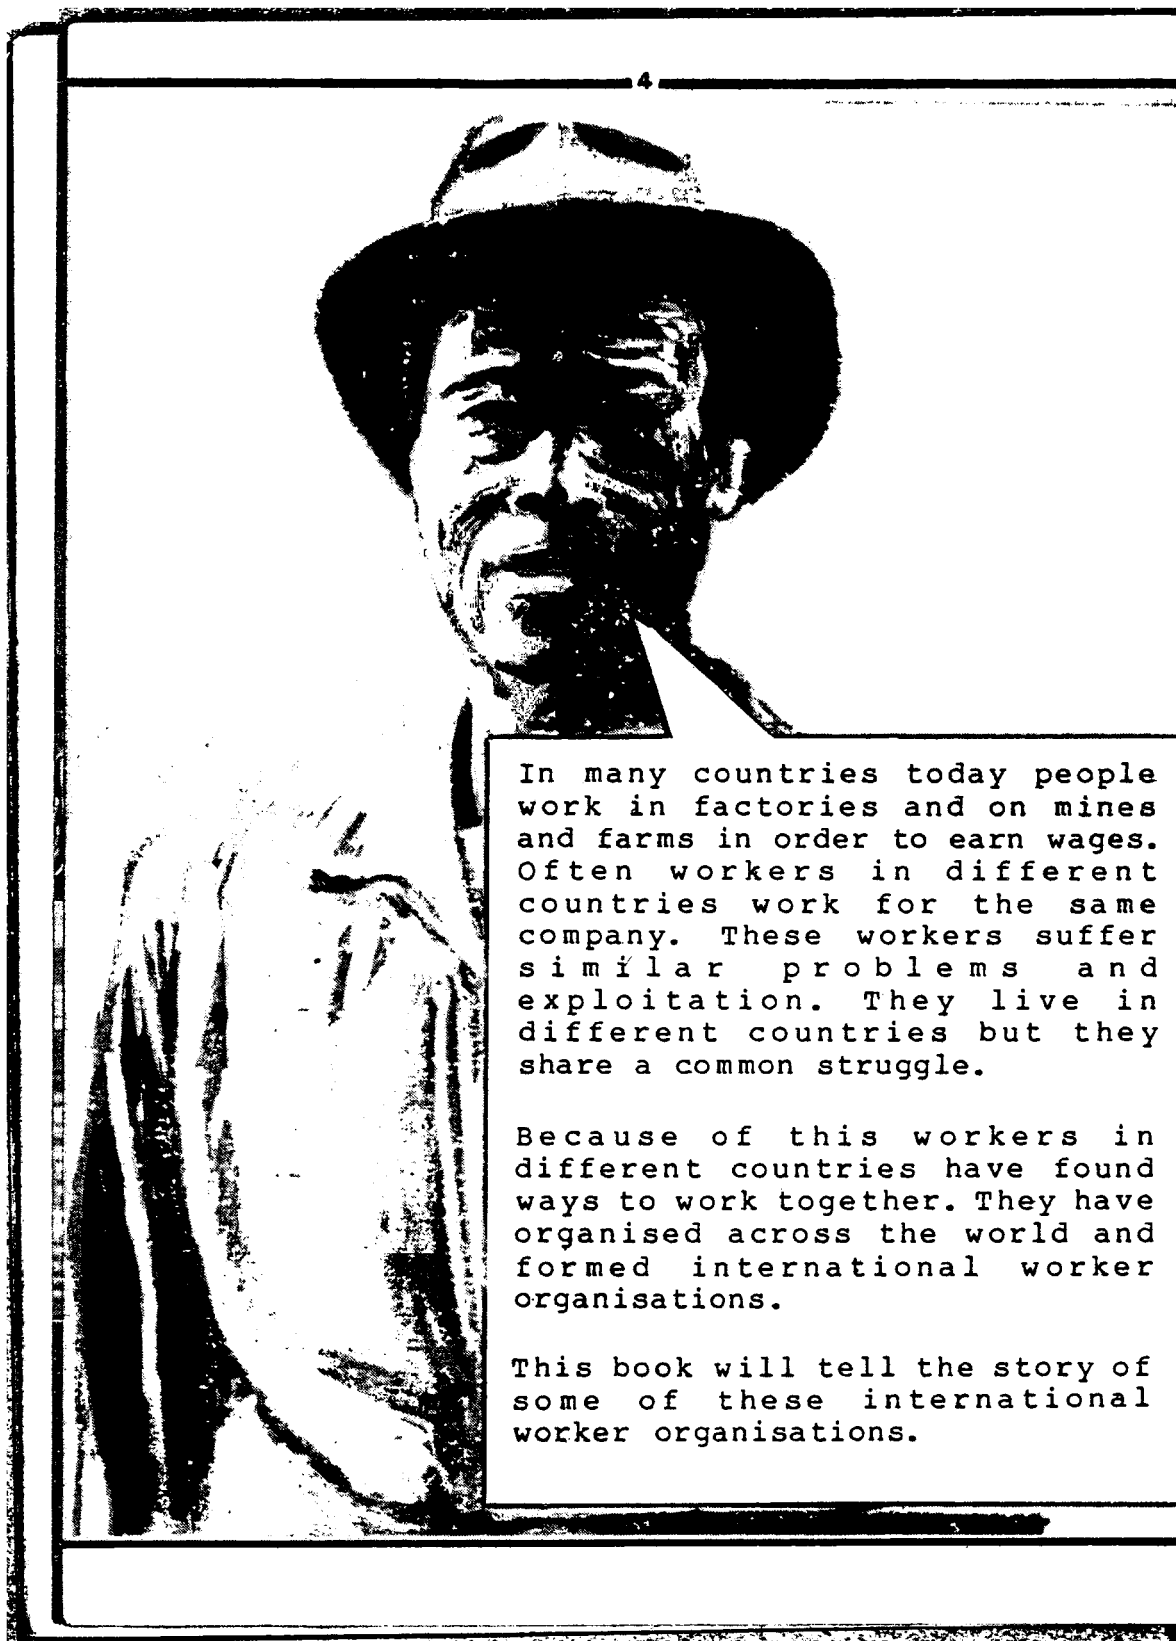 4
In many countries today people
work in factories and on mines
and farms in order to earn wages.
Often workers in different
countries work for the same
company. These workers suffer
similar problems and
exploitation. They live in
different countries but they
share a common struggle.
Because of this workers in
different countries have found
ways to work together. They have
organised across the world and
formed international worker
organisations.
This book will tell the story of
some of these international
worker organisations.